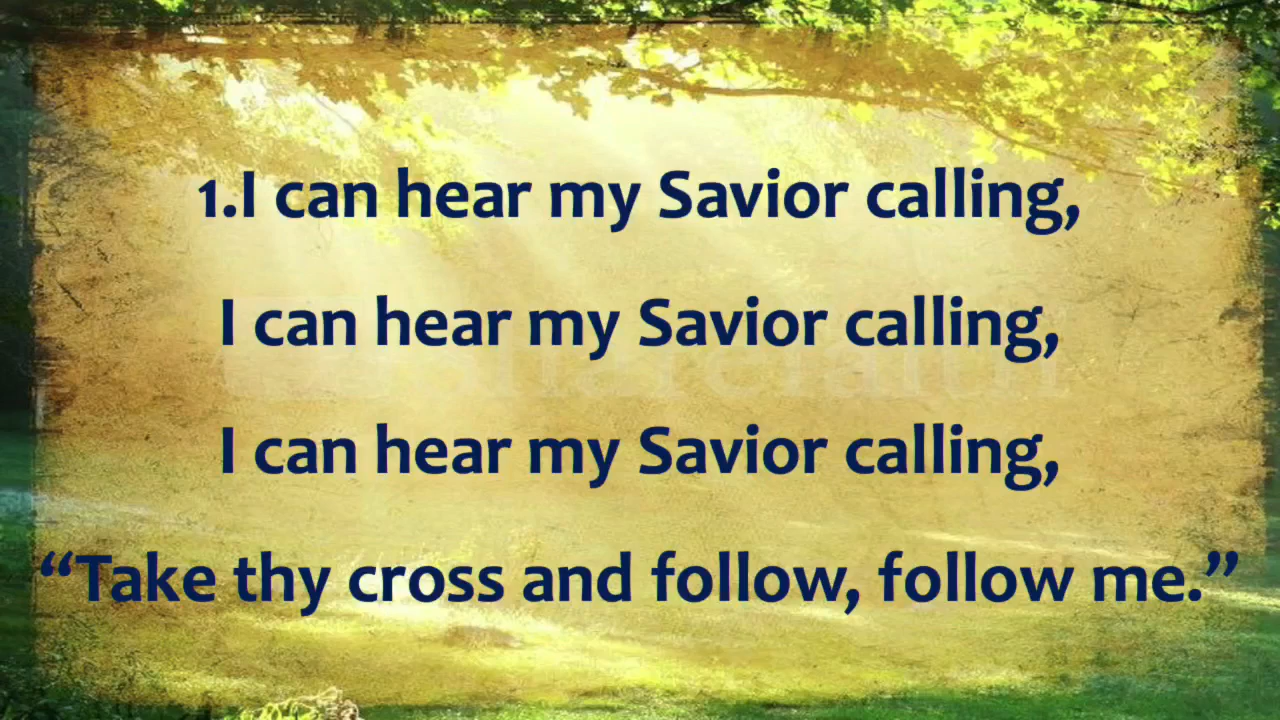 1.I can hear my Savior calling,
I can hear my Savior calling,
I can hear my Savior calling,
“Take thy cross and follow, follow me.”